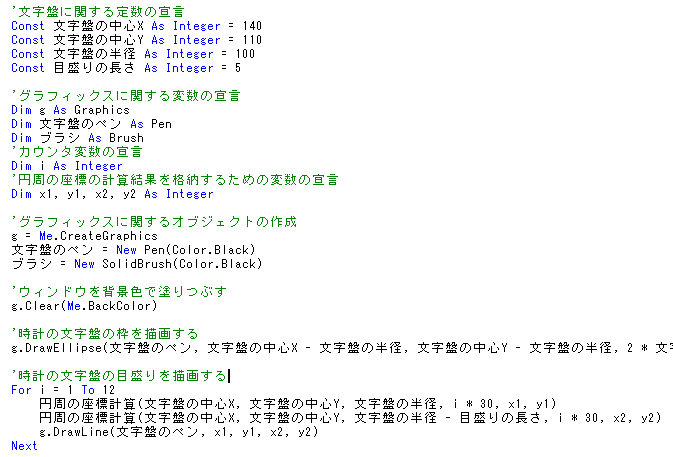 '文字盤に関する定数の宣言
Const 文字盤の中心X As Integer = 140
Const 文字盤の中心Y As Integer = 110
Const 文字盤の半径 As Integer = 100
Const 目盛りの長さ As Integer = 5
'グラフィックスに関する変数の宣言
Dim g As Graphics
Dim 文字盤のペン As Pen
Dim ブラシ As Brush
'カウンタ変数の宣言
Dim i As Integer
'円周の座標の計算結果を格納するための変数の宣言
Dim x1, y1, x2, y2 As Integer
'グラフィックスに関するオブジェクトの作成
g = Me.CreateGraphics
文字盤のペン = New Pen(Color.Black)
ブラシ = New SolidBrush(Color.Black)
'ウィンドウを背景色で塗りつぶす
g.Clear(Me.BackColor)
'時計の文字盤の枠を描画する
g.DrawEllipse(文字盤のペン, 文字盤の中心X - 文字盤の半径, 文字盤の中心Y - 文字盤の半径, 2 * 文
'時計の文字盤の目盛りを描画する
For i = 1 To 12
円周の座標計算(文字盤の中心X, 文字盤の中心Y, 文字盤の半径, i * 30, x1, y1)
円周の座標計算(文字盤の中心X, 文字盤の中心Y, 文字盤の半径 - 目盛りの長さ, i * 30, x2, y2)
g.DrawLine(文字盤のペン, x1, y1, x2, y2)
Next